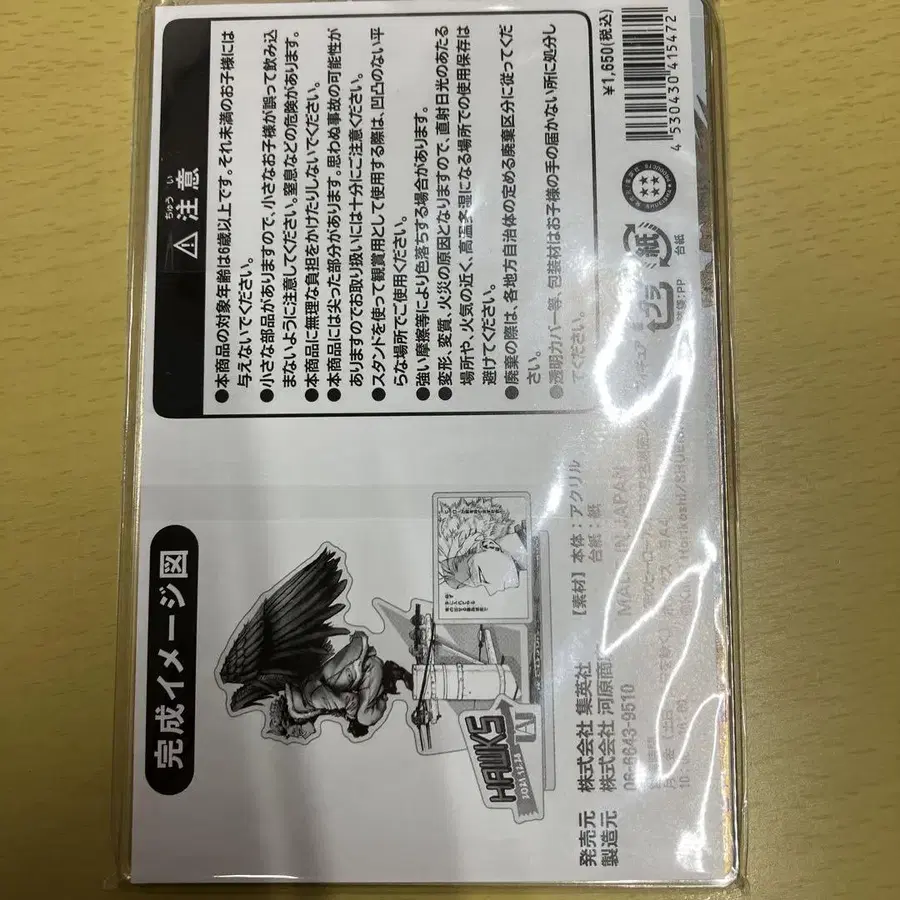 完成イメージ図
HAWKS
2021.12.28
⚠注意
ちゅう い
●本商品の対象年齢は8歳以上です。それ未満のお子様には
与えないでください。
●小さな部品がありますので、小さなお子様が誤って飲み込
まないように注意してください。窒息などの危険があります。
●本商品に無理な負担をかけたりしないでください。
●本商品には尖った部分があります。思わぬ事故の可能性が
ありますのでお取り扱いには十分にご注意ください。
●スタンドを使って観賞用として使用する際は、凹凸のない平
らな場所でご使用ください。
●強い摩擦等により色落ちする場合があります。
●変形、変質、火災の原因となりますので、直射日光のあたる
場所や、火気の近く、高温多湿になる場所での使用保存は
避けてください。
●廃棄の際は、各地方自治体の定める廃棄区分に従ってくだ
さい。
●透明カバー等、包装材はお子様の手の届かない所に処分し
てください。
発売元 株式会社 集英社
製造元 株式会社 河原商
06-6643-9510
【素材】本体：アクリル
台紙：紙
IN JAPAN
Horikoshi/SHUE
プラ
:PP
紙
台紙
¥1,650(税込)
4 530430 415472